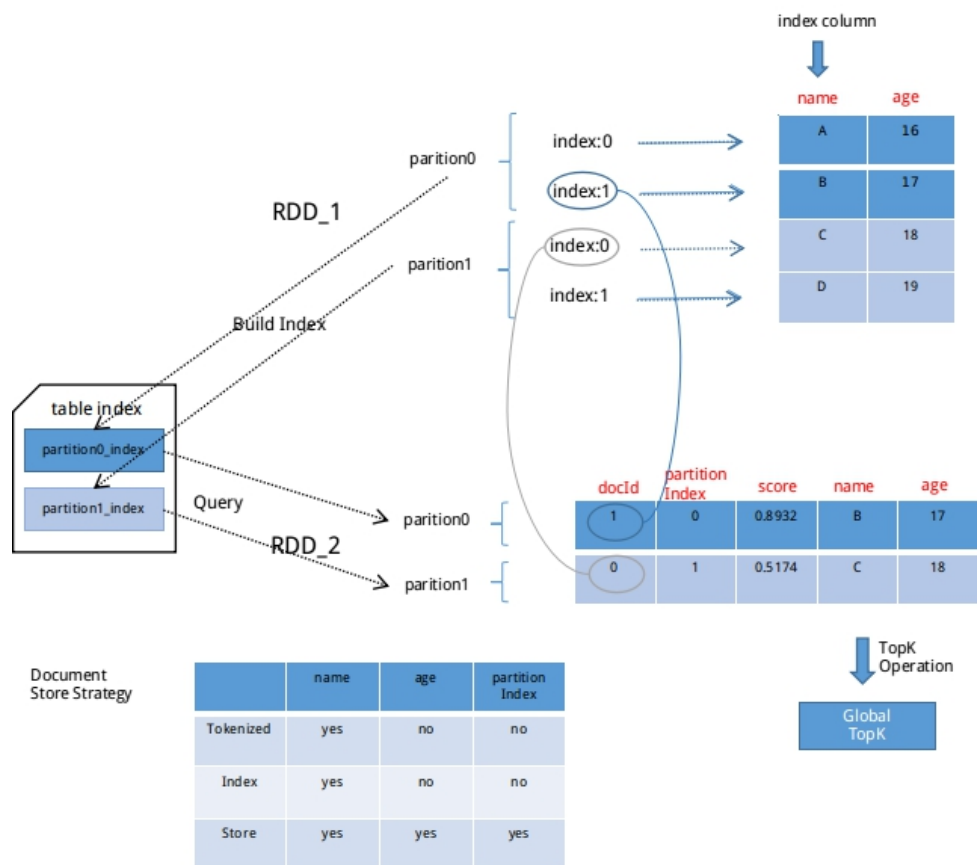 index column
name age
A 16
parition0
index:0
B 17
index:1
RDD_1
C 18
index:0
parition1
D 19
index:1
Build Index
table index
partition0_index
partition1_index
Query
RDD_2
docId partition
Index score name age
parition0
1 0 0.8932 B 17
parition1
0 1 0.5174 C 18
TopK
Operation
Global
TopK
Document
Store Strategy
name age partition
Index
Tokenized yes no no
Index yes no no
Store yes yes yes